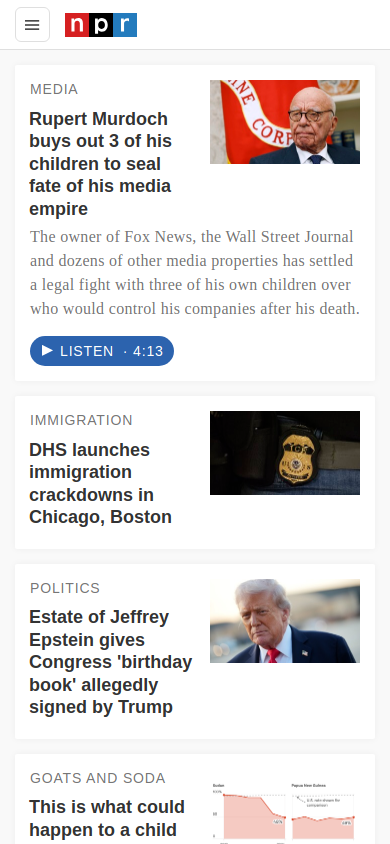 npr
MEDIA
Rupert Murdoch
buys out 3 of his
children to seal
fate of his media
empire
INE
CORP
The owner of Fox News, the Wall Street Journal
and dozens of other media properties has settled
a legal fight with three of his own children over
who would control his companies after his death.
LISTEN · 4:13
IMMIGRATION
DHS launches
immigration
crackdowns in
Chicago, Boston
POLITICS
Estate of Jeffrey
Epstein gives
Congress 'birthday
book' allegedly
signed by Trump
GOATS AND SODA
This is what could
happen to a child
Papua New Guinea